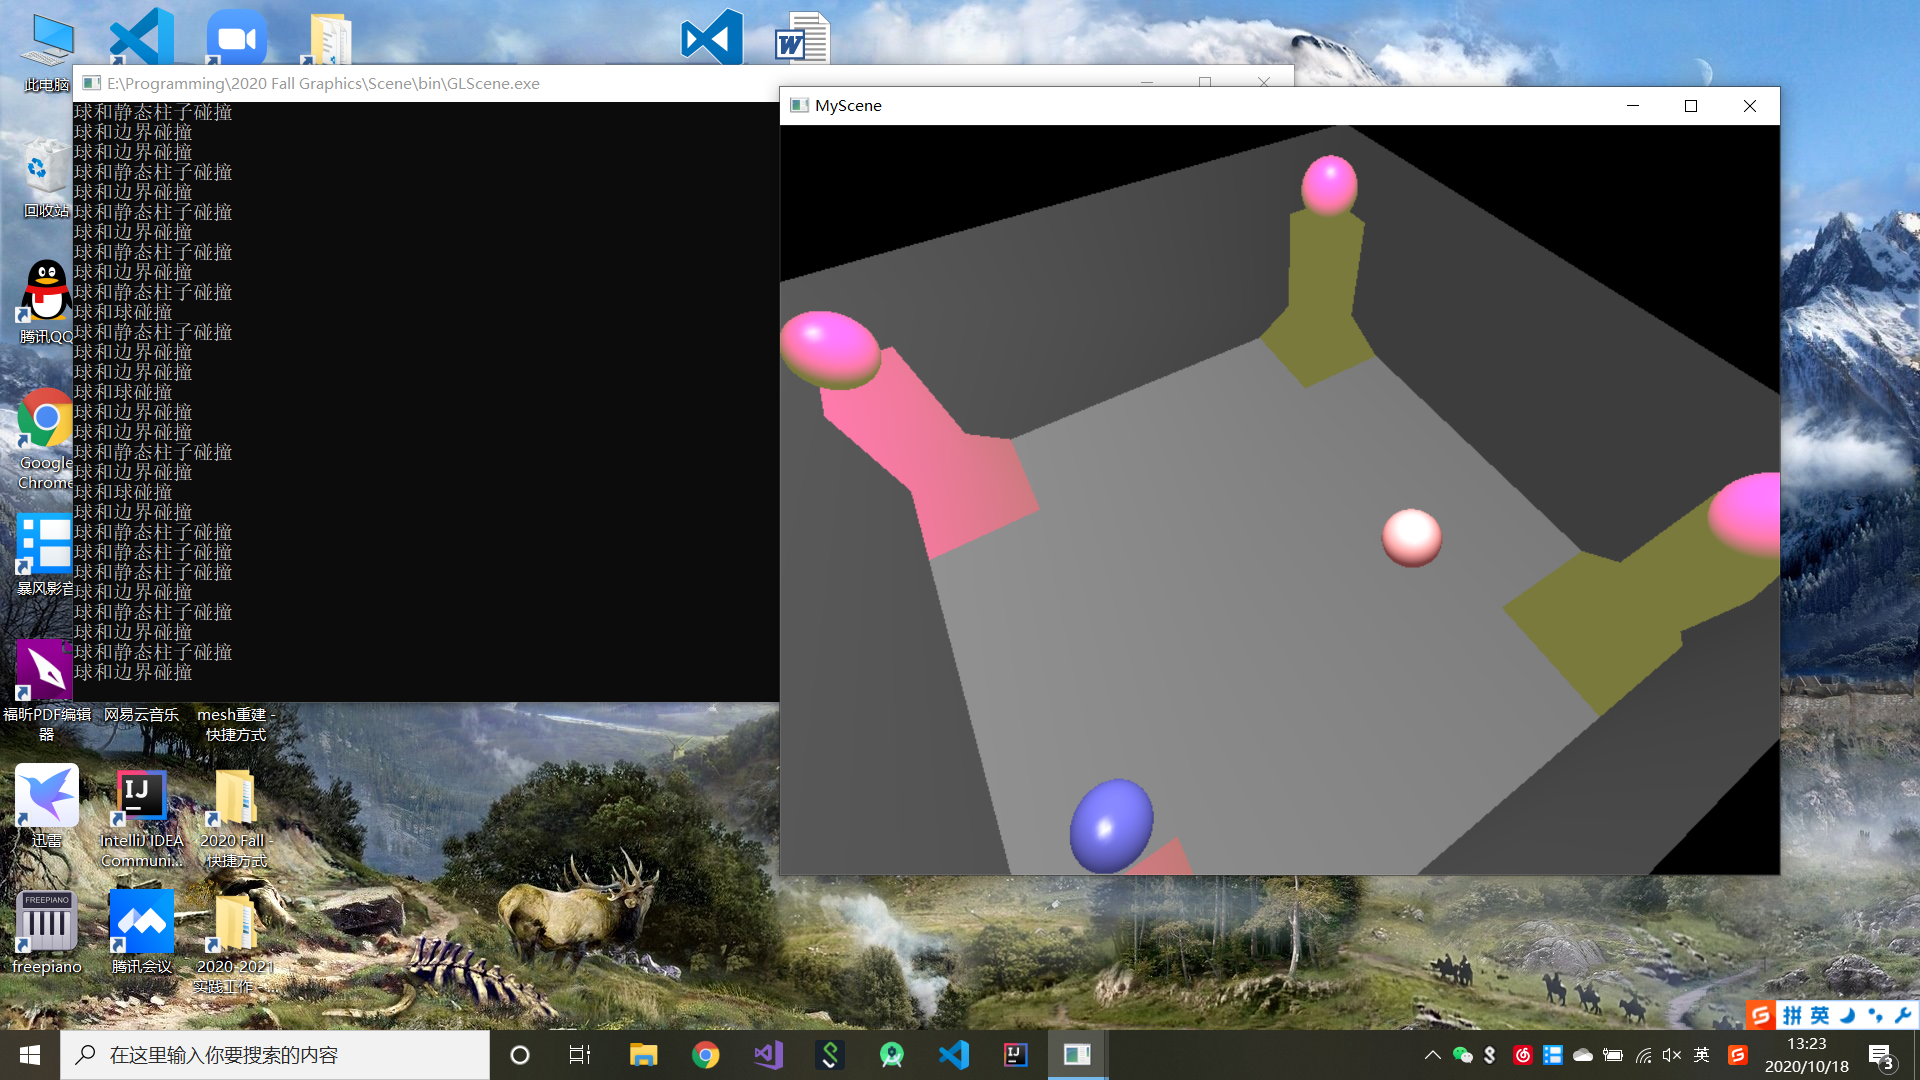 此电脑
回收站
腾讯QQ
Google
Chrome
暴风影音
福昕PDF编辑
器
网易云音乐
mesh重建 -
快捷方式
迅雷
IntelliJ IDEA
Communi...
2020 Fall -
快捷方式
FREEPIANO
freepiano
腾讯会议
2020-2021
实践工作 -...
E:\Programming\2020 Fall Graphics\Scene\bin\GLScene.exe
球和静态柱子碰撞
球和边界碰撞
球和边界碰撞
球和静态柱子碰撞
球和边界碰撞
球和静态柱子碰撞
球和边界碰撞
球和静态柱子碰撞
球和边界碰撞
球和静态柱子碰撞
球和球碰撞
球和静态柱子碰撞
球和边界碰撞
球和边界碰撞
球和球碰撞
球和边界碰撞
球和边界碰撞
球和静态柱子碰撞
球和边界碰撞
球和球碰撞
球和边界碰撞
球和静态柱子碰撞
球和静态柱子碰撞
球和静态柱子碰撞
球和边界碰撞
球和静态柱子碰撞
球和边界碰撞
球和静态柱子碰撞
球和边界碰撞
MyScene
拼 英
在这里输入你要搜索的内容
英
13:23
2020/10/18
3